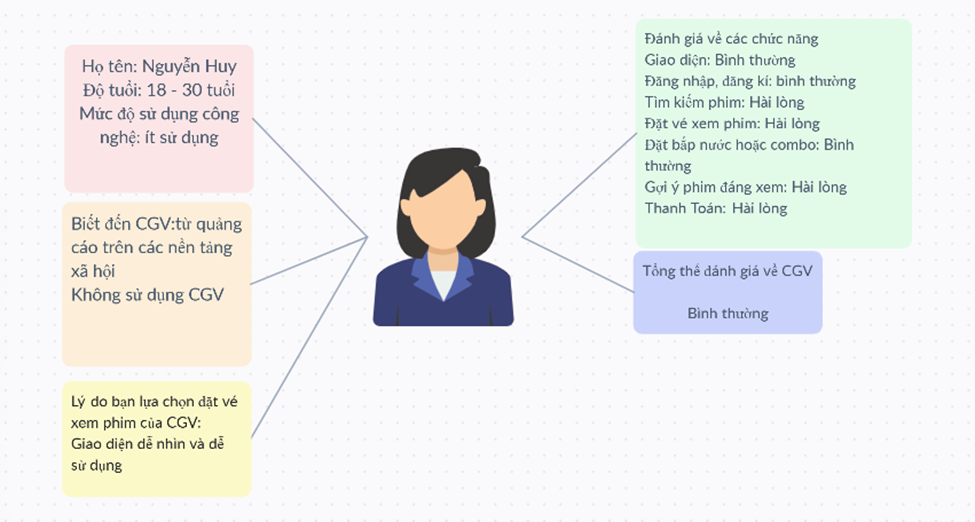 Họ tên: Nguyễn Huy
Độ tuổi: 18 - 30 tuổi
Mức độ sử dụng công
nghệ: ít sử dụng
Biết đến CGV:từ quảng
cáo trên các nền tảng
xã hội
Không sử dụng CGV
Lý do bạn lựa chọn đặt vé
xem phim của CGV:
Giao diện dễ nhìn và dễ
sử dụng
Đánh giá về các chức năng
Giao diện: Bình thường
Đăng nhập, đăng kí: bình thường
Tìm kiếm phim: Hài lòng
Đặt vé xem phim: Hài lòng
Đặt bắp nước hoặc combo: Bình
thường
Gợi ý phim đáng xem: Hài lòng
Thanh Toán: Hài lòng
Tổng thể đánh giá về CGV
Bình thường